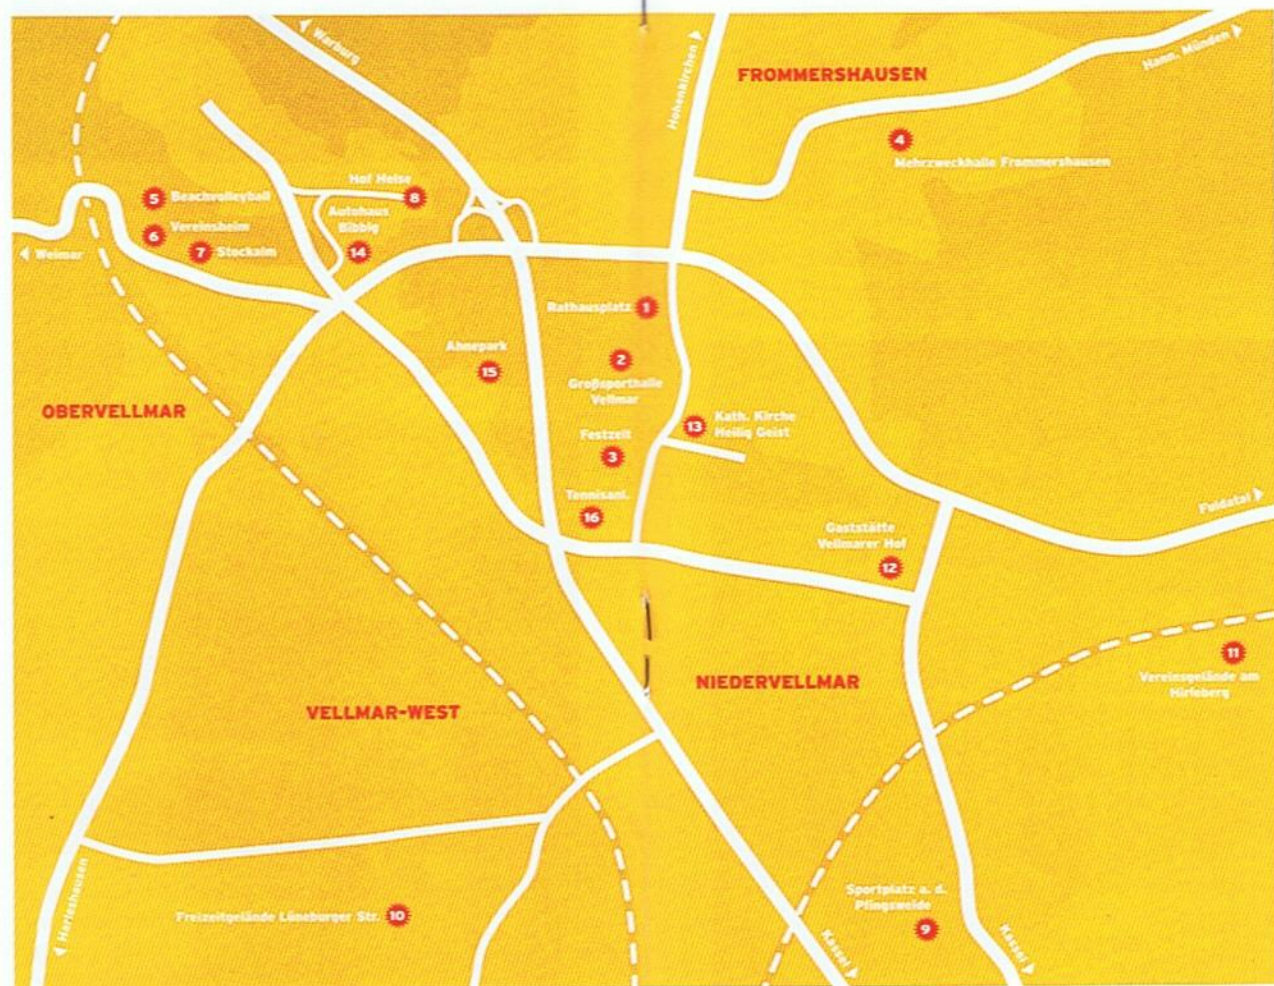 Warburg
Hohenkirchen
FROMMERSHAUSEN
Hann. Münden
4
Mehrzweckhalle Frommershausen
Hof Helse
8
5 Beachvolleyball
Autohaus
Bibbig
14
6 Vereinsheim
7 Stockalm
Weimar
Rathausplatz 1
Ahnepark
15
2
Großsporthalle
Vellmar
OBERVELLMAR
13 Kath. Kirche
Heilig Geist
Festzelt
3
Tennisanl.
16
Fuldatal
Gaststätte
Vellmarer Hof
12
11
Vereinsgelände am
NIEDERVELLMAR
VELLMAR-WEST
Harleshausen
Freizeitgelände Lüneburger Str. 10
Sportplatz a. d.
Pfingsweide
9
Kassel
Kassel